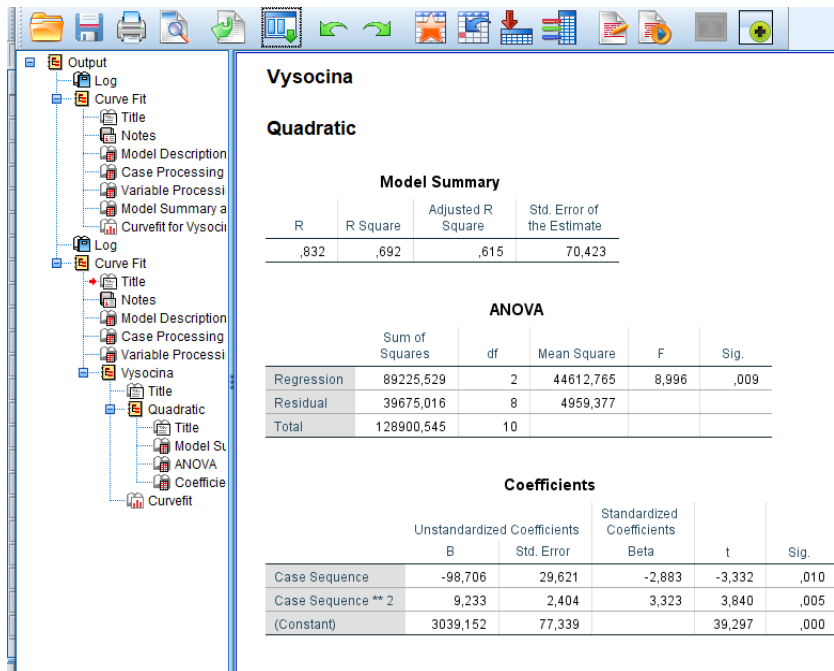 Output
Log
Curve Fit
Title
Notes
Model Description
Case Processing
Variable Processi
Model Summary a
Curvefit for Vysocin
Log
Curve Fit
Title
Notes
Model Description
Case Processing
Variable Processi
Vysocina
Title
Quadratic
Title
Model Su
ANOVA
Coefficie
Curvefit
Vysocina
Quadratic
Model Summary
R R Square Adjusted R Square Std. Error of the Estimate
,832 ,692 ,615 70,423
ANOVA
Sum of Squares df Mean Square F Sig.
Regression 89225,529 2 44612,765 8,996 ,009
Residual 39675,016 8 4959,377
Total 128900,545 10
Coefficients
Unstandardized Coefficients Standardized Coefficients
B Std. Error Beta t Sig.
Case Sequence -98,706 29,621 -2,883 -3,332 ,010
Case Sequence ** 2 9,233 2,404 3,323 3,840 ,005
(Constant) 3039,152 77,339 39,297 ,000